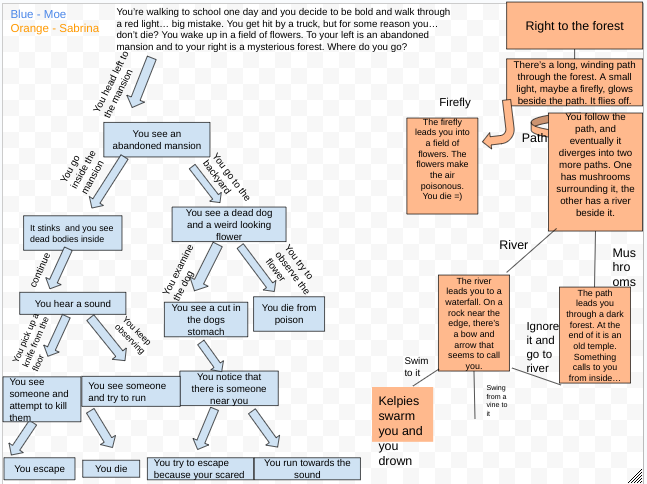 Blue - Moe
Orange - Sabrina
You're walking to school one day and you decide to be bold and walk through
a red light… big mistake. You get hit by a truck, but for some reason you…
don't die? You wake up in a field of flowers. To your left is an abandoned
mansion and to your right is a mysterious forest. Where do you go?
Right to the forest
There's a long, winding path
through the forest. A small
light, maybe a firefly, glows
beside the path. It flies off.
You head left to
the mansion
Firefly
The firefly
leads you into
a field of
flowers. The
flowers make
the air
poisonous.
You die =)
Path
You follow the
path, and
eventually it
diverges into two
more paths. One
has mushrooms
surrounding it, the
other has a river
beside it.
You see an
abandoned mansion
You go
inside the
mansion
You go to the
backyard
It stinks and you see
dead bodies inside
You see a dead dog
and a weird looking
flower
continue
You examine
the dog
You try to
observe the
flower
River
Mus
hro
oms
You hear a sound
You see a cut in
the dogs
stomach
You die from
poison
The river
leads you to a
waterfall. On a
rock near the
edge, there's
a bow and
arrow that
seems to call
you.
The path
leads you
through a dark
forest. At the
end of it is an
old temple.
Something
calls to you
from inside…
Ignore
it and
go to
river
You pick up a
knife from the
floor
You keep
observing
You see
someone and
attempt to kill
them
You see someone
and try to run
You notice that
there is someone
near you
Swim
to it
Swing
from a
vine to
it
Kelpies
swarm
you and
you
drown
You escape
You die
You try to escape
because your scared
You run towards the
sound